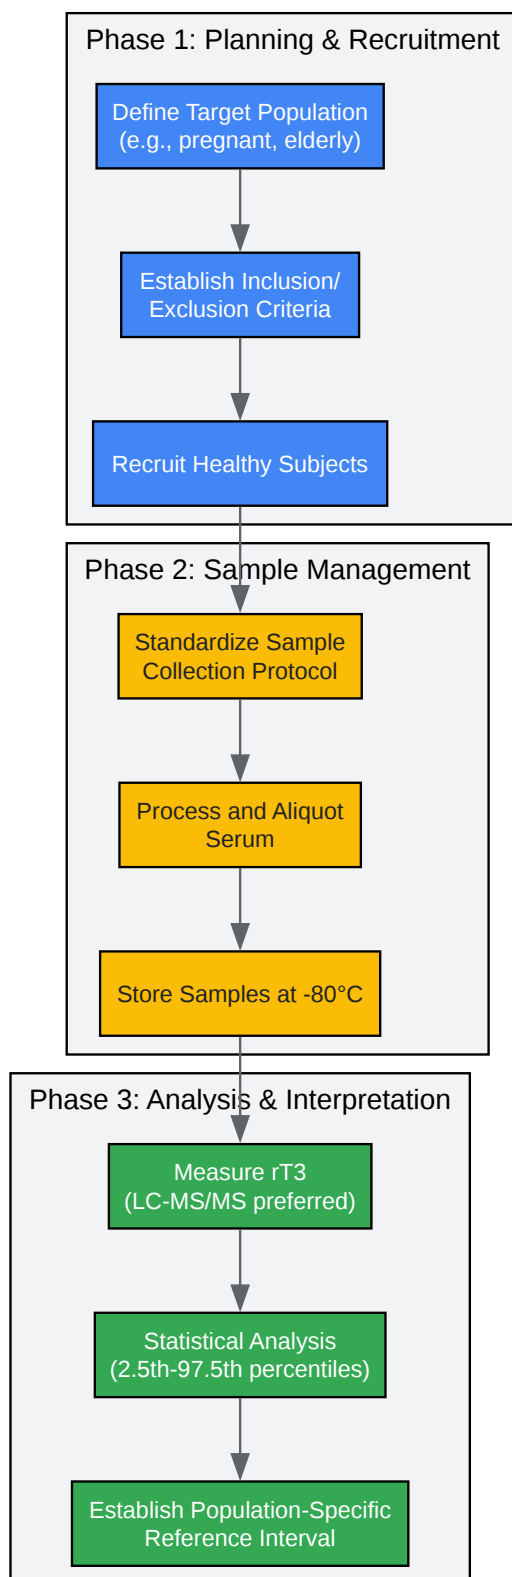 Phase 1: Planning & Recruitment
Define Target Population
(e.g., pregnant, elderly)
Establish Inclusion/
Exclusion Criteria
Recruit Healthy Subjects
Phase 2: Sample Management
Standardize Sample
Collection Protocol
Process and Aliquot
Serum
Store Samples at -80°C
Phase 3: Analysis & Interpretation
Measure rT3
(LC-MS/MS preferred)
Statistical Analysis
(2.5th-97.5th percentiles)
Establish Population-Specific
Reference Interval